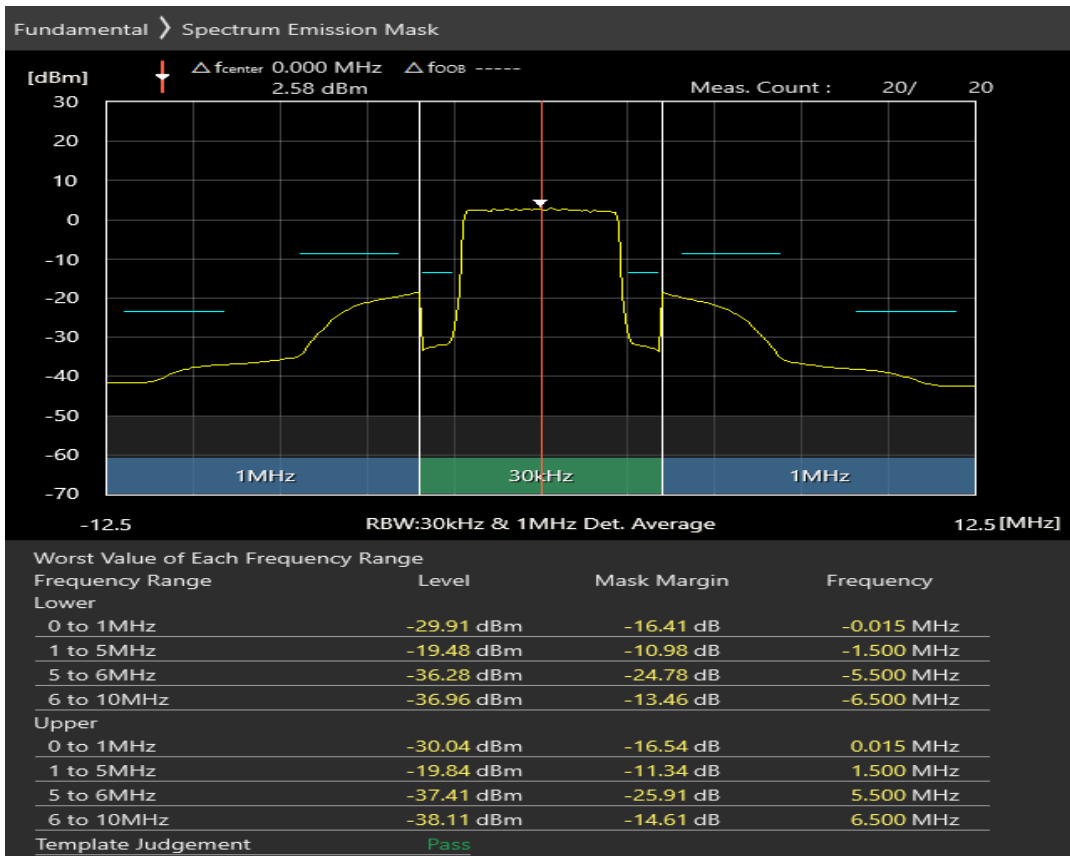 Fundamental ❯ Spectrum Emission Mask
[dBm] △ fcenter 0.000 MHz △ fOOB -----
2.58 dBm Meas. Count : 20/ 20
30
20
10
0
-10
-20
-30
-40
-50
-60
1MHz 30kHz 1MHz
-70
-12.5 RBW:30kHz & 1MHz Det. Average 12.5 [MHz]
Worst Value of Each Frequency Range
Frequency Range Level Mask Margin Frequency
Lower
0 to 1MHz -29.91 dBm -16.41 dB -0.015 MHz
1 to 5MHz -19.48 dBm -10.98 dB -1.500 MHz
5 to 6MHz -36.28 dBm -24.78 dB -5.500 MHz
6 to 10MHz -36.96 dBm -13.46 dB -6.500 MHz
Upper
0 to 1MHz -30.04 dBm -16.54 dB 0.015 MHz
1 to 5MHz -19.84 dBm -11.34 dB 1.500 MHz
5 to 6MHz -37.41 dBm -25.91 dB 5.500 MHz
6 to 10MHz -38.11 dBm -14.61 dB 6.500 MHz
Template Judgement Pass